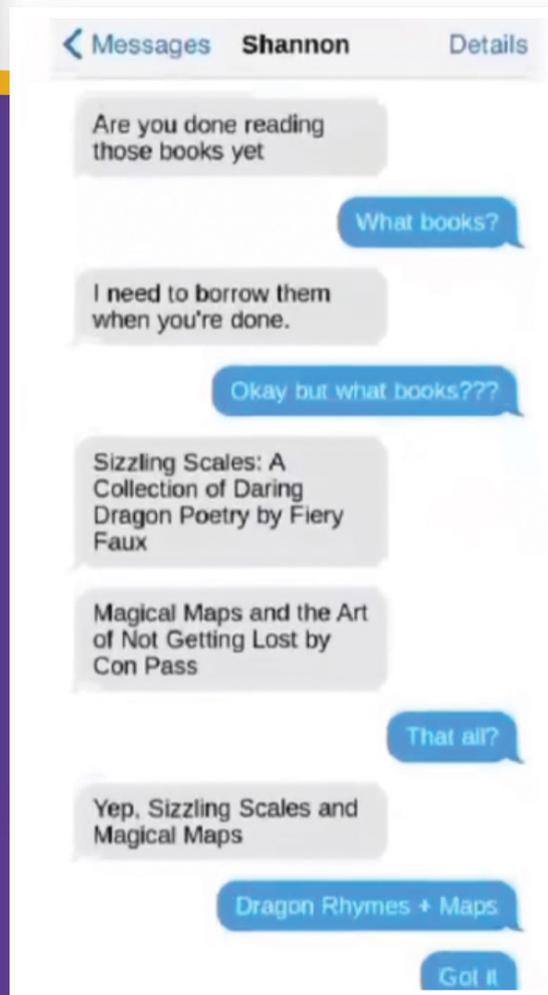 Messages Shannon Details
Are you done reading
those books yet
What books?
I need to borrow them
when you're done.
Okay but what books???
Sizzling Scales: A
Collection of Daring
Dragon Poetry by Fiery
Faux
Magical Maps and the Art
of Not Getting Lost by
Con Pass
That all?
Yep, Sizzling Scales and
Magical Maps
Dragon Rhymes + Maps
Got it